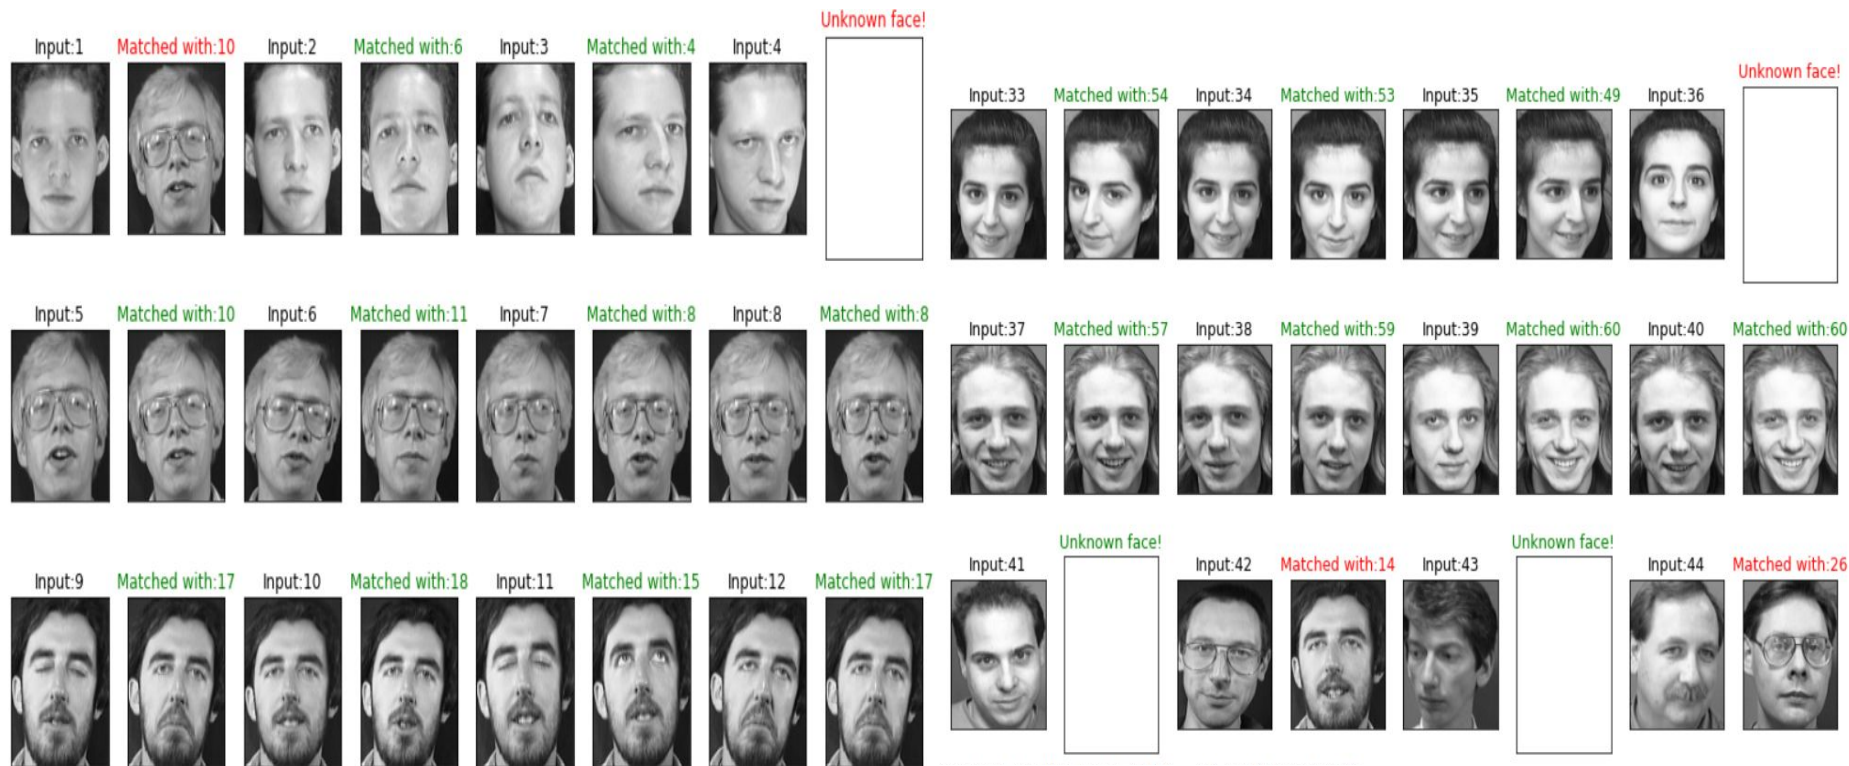 Unknown face!
Input:1 Matched with:10 Input:2 Matched with:6 Input:3 Matched with:4 Input:4
Unknown face!
Input:33 Matched with:54 Input:34 Matched with:53 Input:35 Matched with:49 Input:36
Input:5 Matched with:10 Input:6 Matched with:11 Input:7 Matched with:8 Input:8 Matched with:8
Input:37 Matched with:57 Input:38 Matched with:59 Input:39 Matched with:60 Input:40 Matched with:60
Input:9 Matched with:17 Input:10 Matched with:18 Input:11 Matched with:15 Input:12 Matched with:17
Unknown face! Unknown face!
Input:41 Input:42 Matched with:14 Input:43 Input:44 Matched with:26